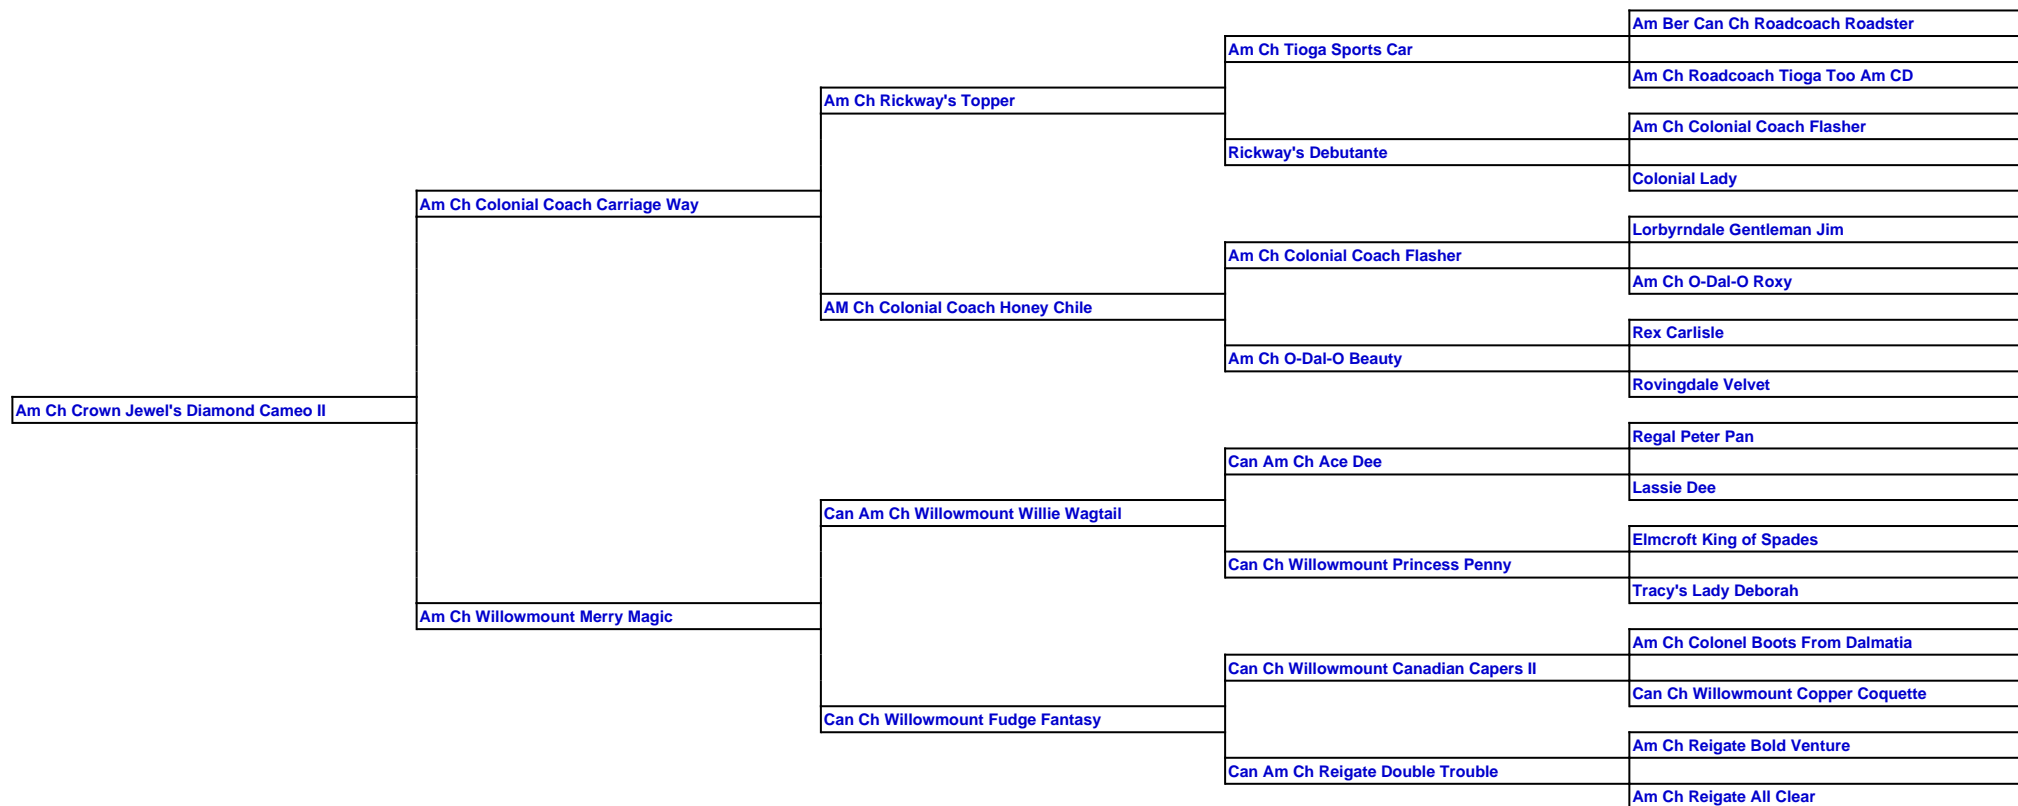 Am Ber Can Ch Roadcoach Roadster
Am Ch Tioga Sports Car
Am Ch Roadcoach Tioga Too Am CD
Am Ch Rickway's Topper
Am Ch Colonial Coach Flasher
Rickway's Debutante
Colonial Lady
Am Ch Colonial Coach Carriage Way
Lorbyrndale Gentleman Jim
Am Ch Colonial Coach Flasher
Am Ch O-Dal-O Roxy
AM Ch Colonial Coach Honey Chile
Rex Carlisle
Am Ch O-Dal-O Beauty
Rovingdale Velvet
Am Ch Crown Jewel's Diamond Cameo II
Regal Peter Pan
Can Am Ch Ace Dee
Lassie Dee
Can Am Ch Willowmount Willie Wagtail
Elmcroft King of Spades
Can Ch Willowmount Princess Penny
Tracy's Lady Deborah
Am Ch Willowmount Merry Magic
Am Ch Colonel Boots From Dalmatia
Can Ch Willowmount Canadian Capers II
Can Ch Willowmount Copper Coquette
Can Ch Willowmount Fudge Fantasy
Am Ch Reigate Bold Venture
Can Am Ch Reigate Double Trouble
Am Ch Reigate All Clear